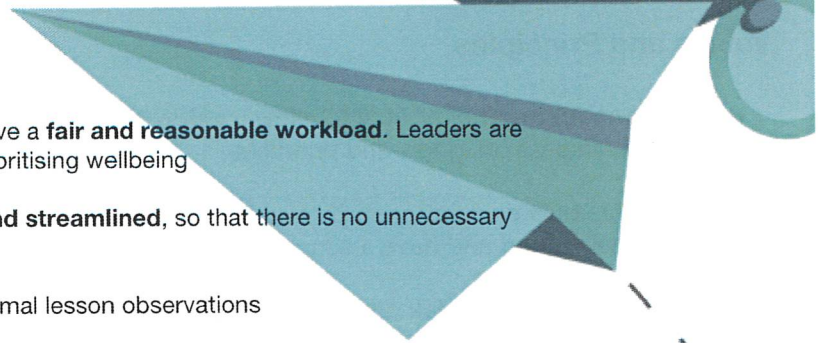 ve a fair and reasonable workload. Leaders are
oritising wellbeing
nd streamlined, so that there is no unnecessary
mal lesson observations